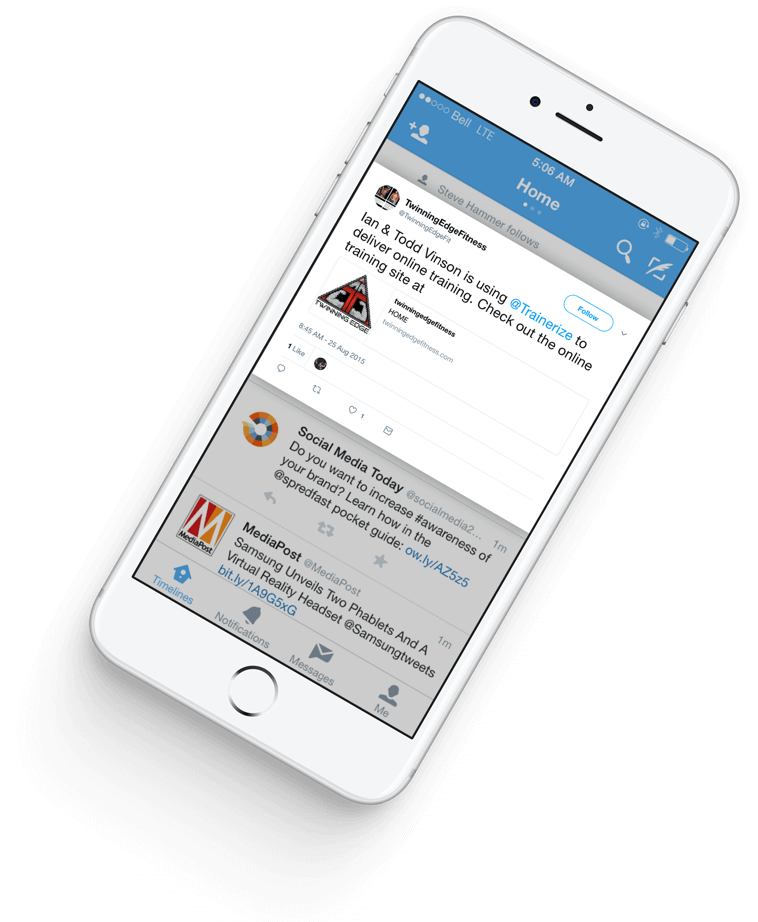 Bell LTE
5:06 AM
Home
Steve Hammer follows
TwinningEdgeFitness
@TwinningEdgeFit
Follow
Ian & Todd Vinson is using @Trainerize to
deliver online training. Check out the online
training site at
TWINNING EDGE
twinningedgefitness
HOME
twinningedgefitness.com
8:45 AM - 25 Aug 2015
1 Like
1
Social Media Today @socialmedia2... 1m
Do you want to increase #awareness of
your brand? Learn how in the
@spredfast pocket guide: ow.ly/AZ5z5
MediaPost
MediaPost @MediaPost 1m
Samsung Unveils Two Phablets And A
Virtual Reality Headset @Samsungtweets
bit.ly/1A9G5xG
Timelines
Notifications
Messages
Me